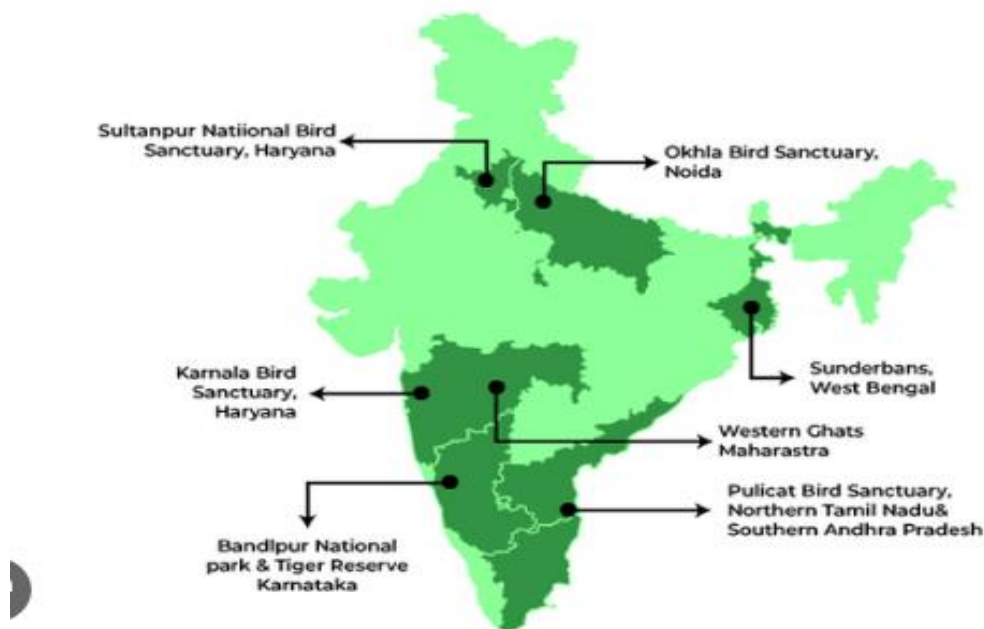 Sultanpur Natiional Bird
Sanctuary, Haryana
Okhla Bird Sanctuary,
Noida
Karnala Bird
Sanctuary,
Haryana
Sunderbans,
West Bengal
Western Ghats
Maharastra
Pulicat Bird Sanctuary,
Northern Tamil Nadu&
Southern Andhra Pradesh
Bandlpur National
park & Tiger Reserve
Karnataka